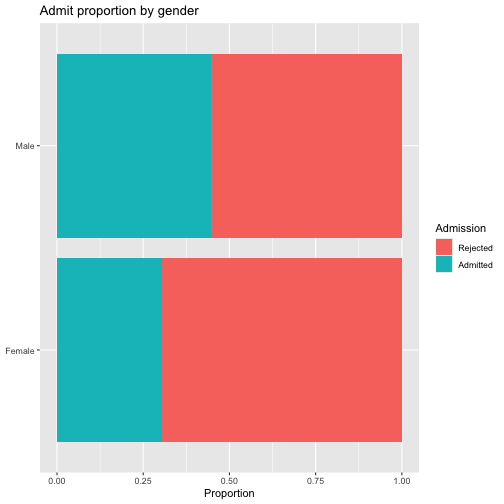 Admit proportion by gender
Male
Female
Admission
Rejected
Admitted
0.00 0.25 0.50 0.75 1.00
Proportion